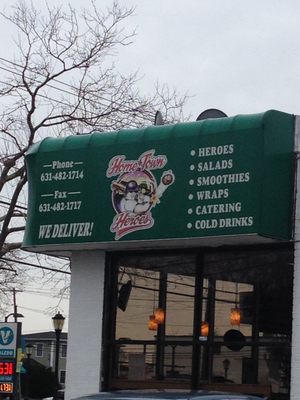 Phone
631-482-1714
Fax
631-482-1717
WE DELIVER!
Home Town
Heroes
• HEROES
• SALADS
• SMOOTHIES
• WRAPS
• CATERING
• COLD DRINKS